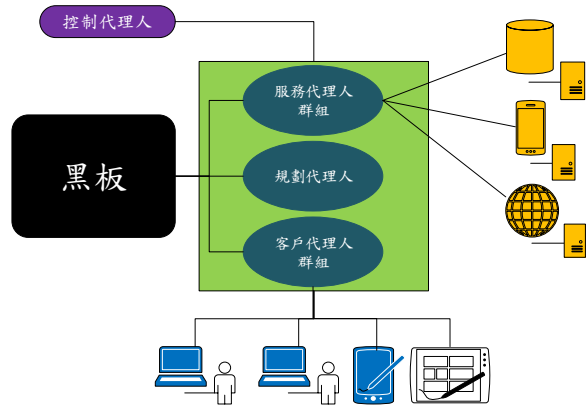 控制代理人
服務代理人
群組
黑板
規劃代理人
客戶代理人
群組